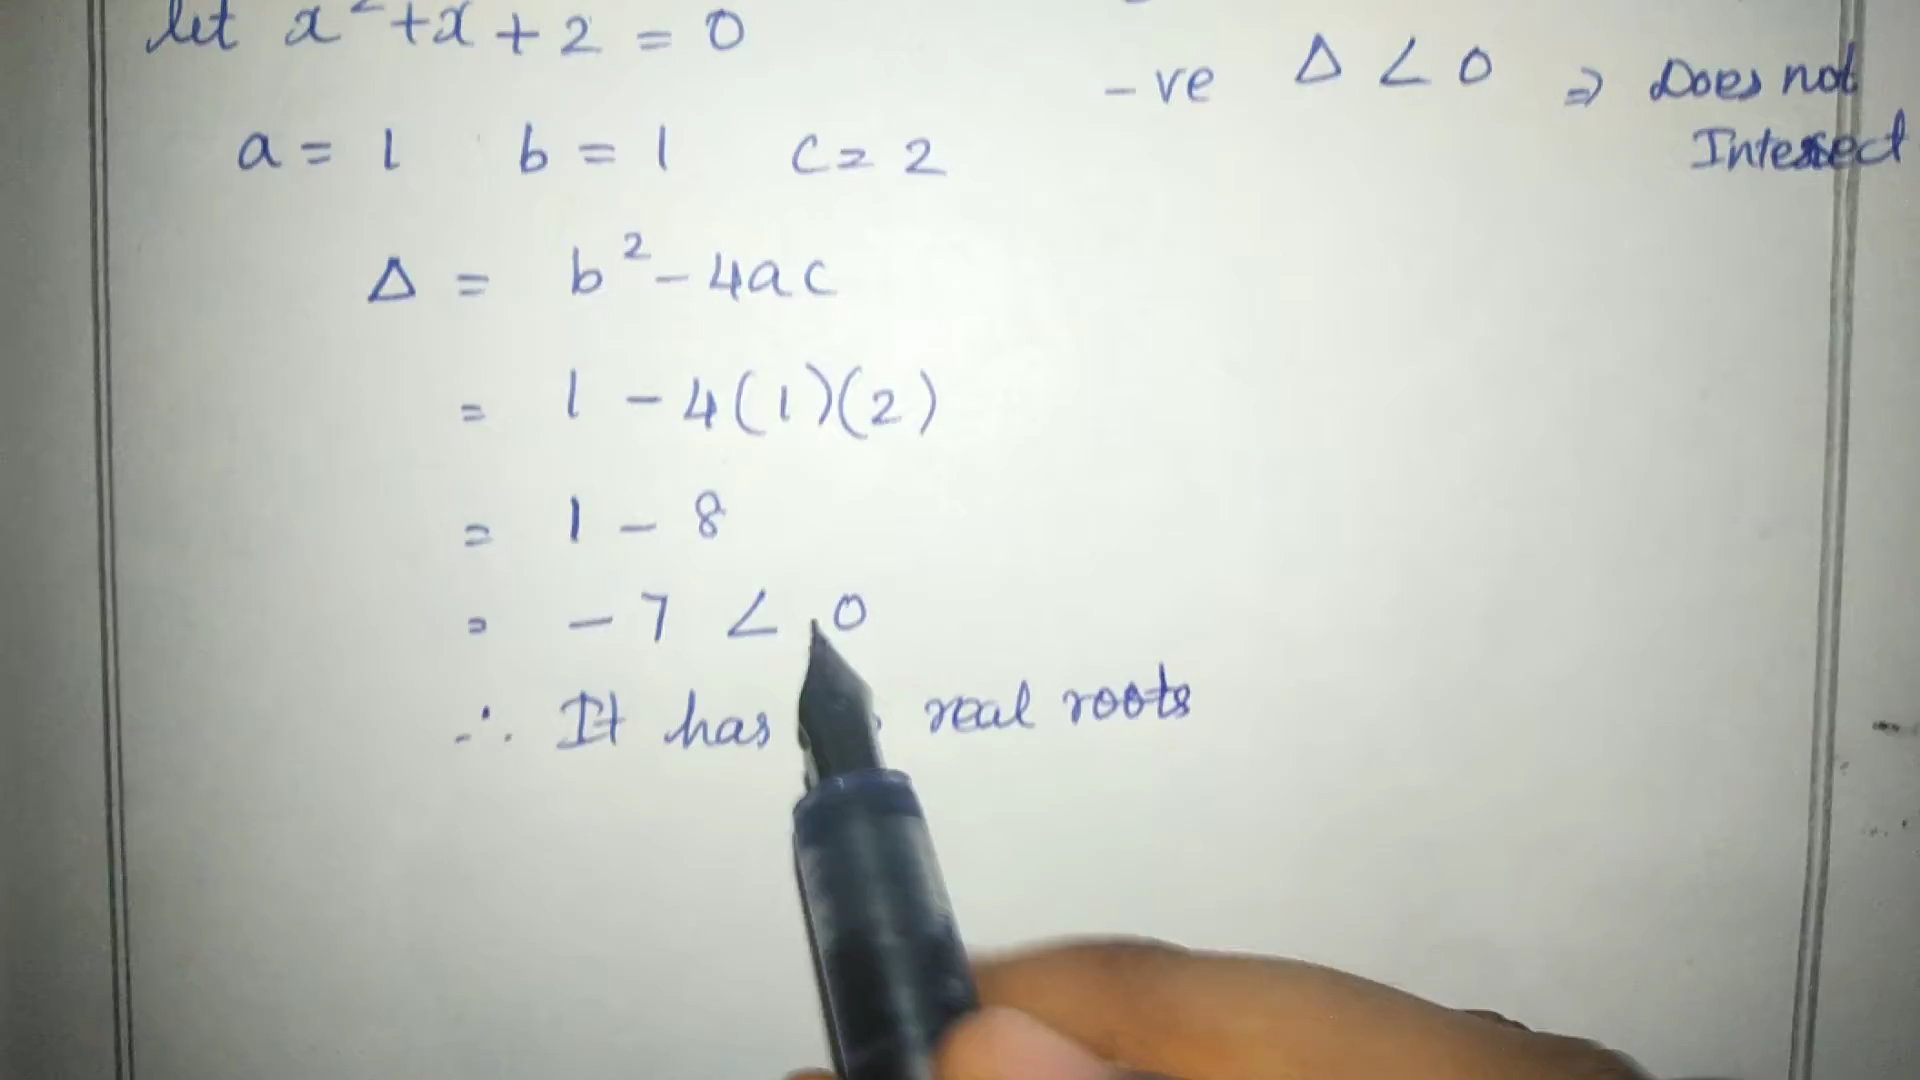 let x²+x+2=0
-ve Δ < 0 ⇒ Does not
Intersect
a = 1 b = 1 c = 2
Δ = b²-4ac
= 1 - 4(1)(2)
= 1 - 8
= -7 < 0
∴ It has real roots